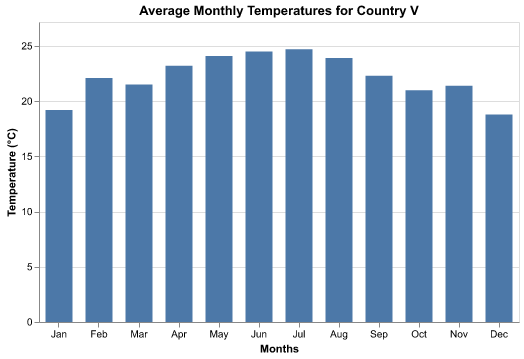 Average Monthly Temperatures for Country V
Temperature (°C)
25
20
15
10
5
0
Jan Feb Mar Apr May Jun Jul Aug Sep Oct Nov Dec
Months